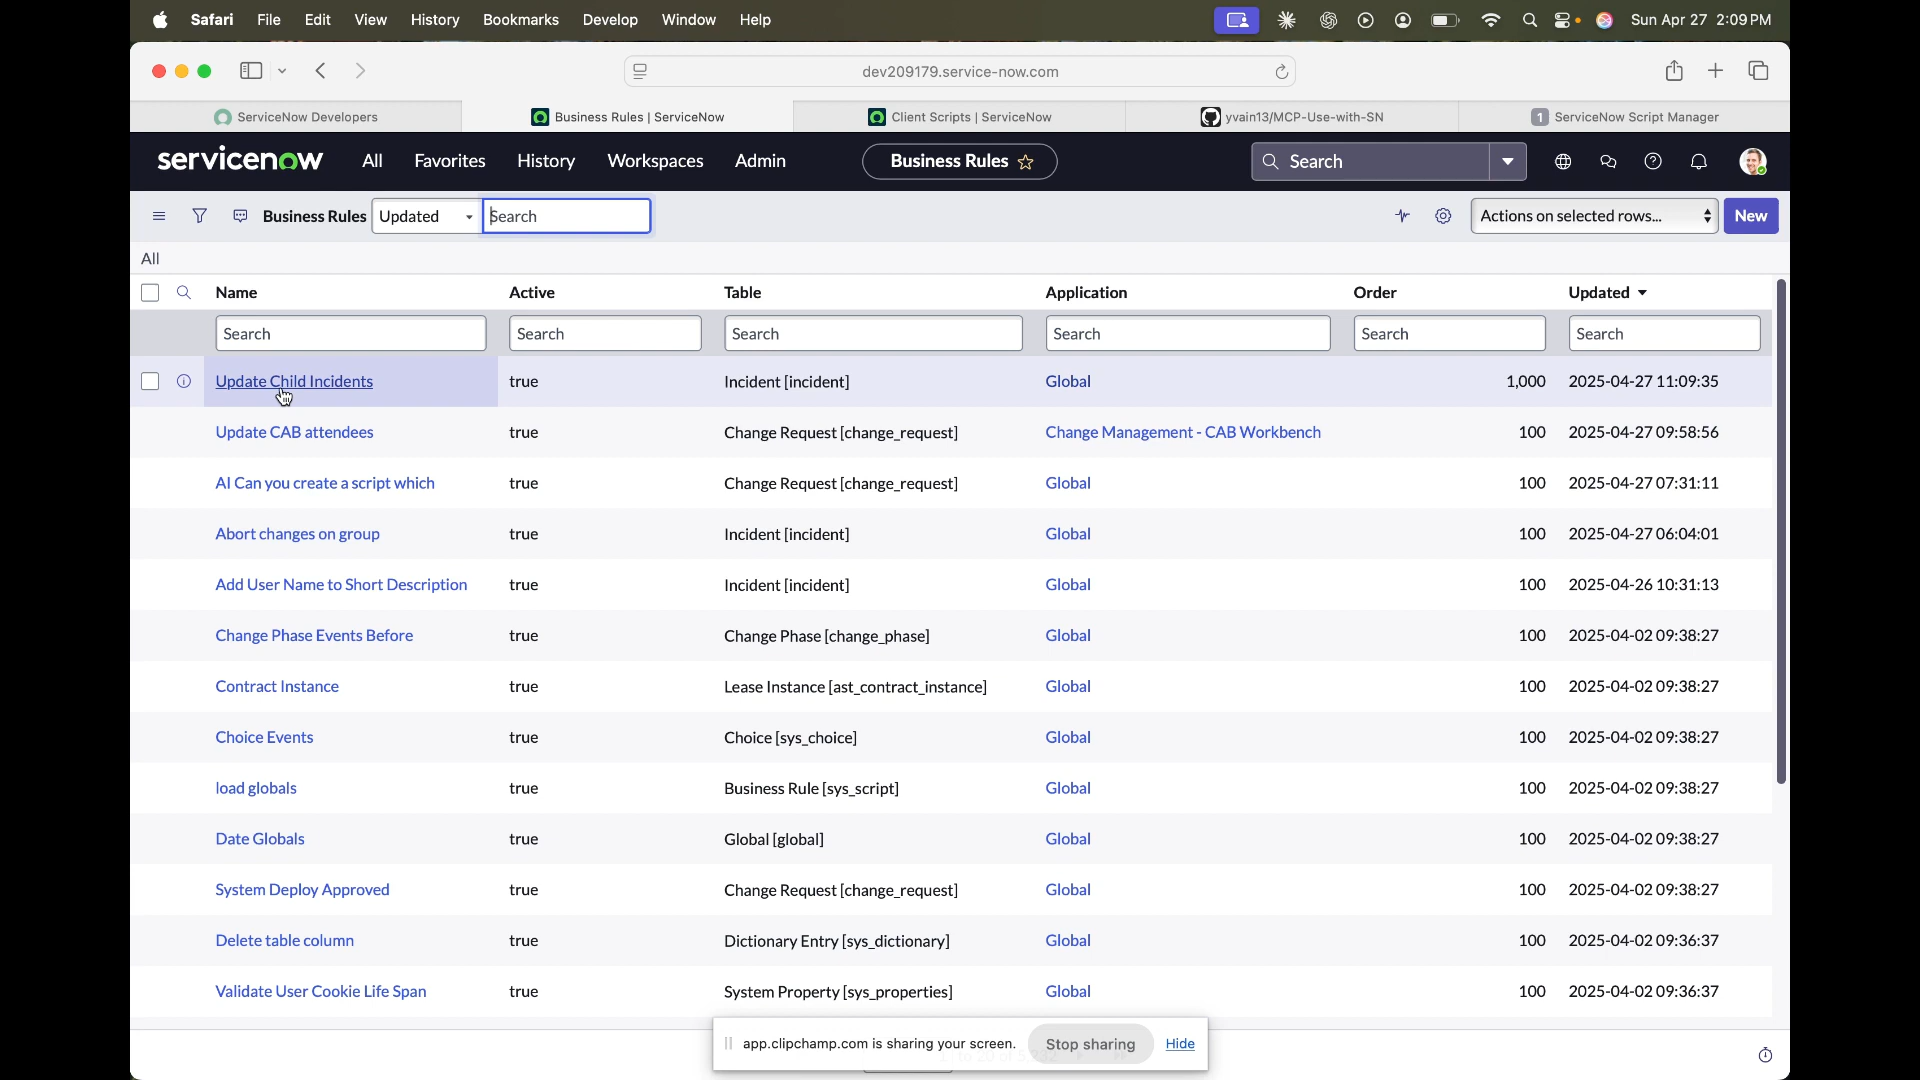 Safari File Edit View History Bookmarks Develop Window Help Sun Apr 27 2:09 PM
dev209179.service-now.com
ServiceNow Developers Business Rules | ServiceNow Client Scripts | ServiceNow yvain13/MCP-Use-with-SN 1 ServiceNow Script Manager
servicenow All Favorites History Workspaces Admin Business Rules Search
Business Rules Updated Search Actions on selected rows... New
All
Name Active Table Application Order Updated
Search Search Search Search Search Search
Update Child Incidents true Incident [incident] Global 1,000 2025-04-27 11:09:35
Update CAB attendees true Change Request [change_request] Change Management - CAB Workbench 100 2025-04-27 09:58:56
AI Can you create a script which true Change Request [change_request] Global 100 2025-04-27 07:31:11
Abort changes on group true Incident [incident] Global 100 2025-04-27 06:04:01
Add User Name to Short Description true Incident [incident] Global 100 2025-04-26 10:31:13
Change Phase Events Before true Change Phase [change_phase] Global 100 2025-04-02 09:38:27
Contract Instance true Lease Instance [ast_contract_instance] Global 100 2025-04-02 09:38:27
Choice Events true Choice [sys_choice] Global 100 2025-04-02 09:38:27
load globals true Business Rule [sys_script] Global 100 2025-04-02 09:38:27
Date Globals true Global [global] Global 100 2025-04-02 09:38:27
System Deploy Approved true Change Request [change_request] Global 100 2025-04-02 09:38:27
Delete table column true Dictionary Entry [sys_dictionary] Global 100 2025-04-02 09:36:37
Validate User Cookie Life Span true System Property [sys_properties] Global 100 2025-04-02 09:36:37
app.clipchamp.com is sharing your screen. Stop sharing Hide